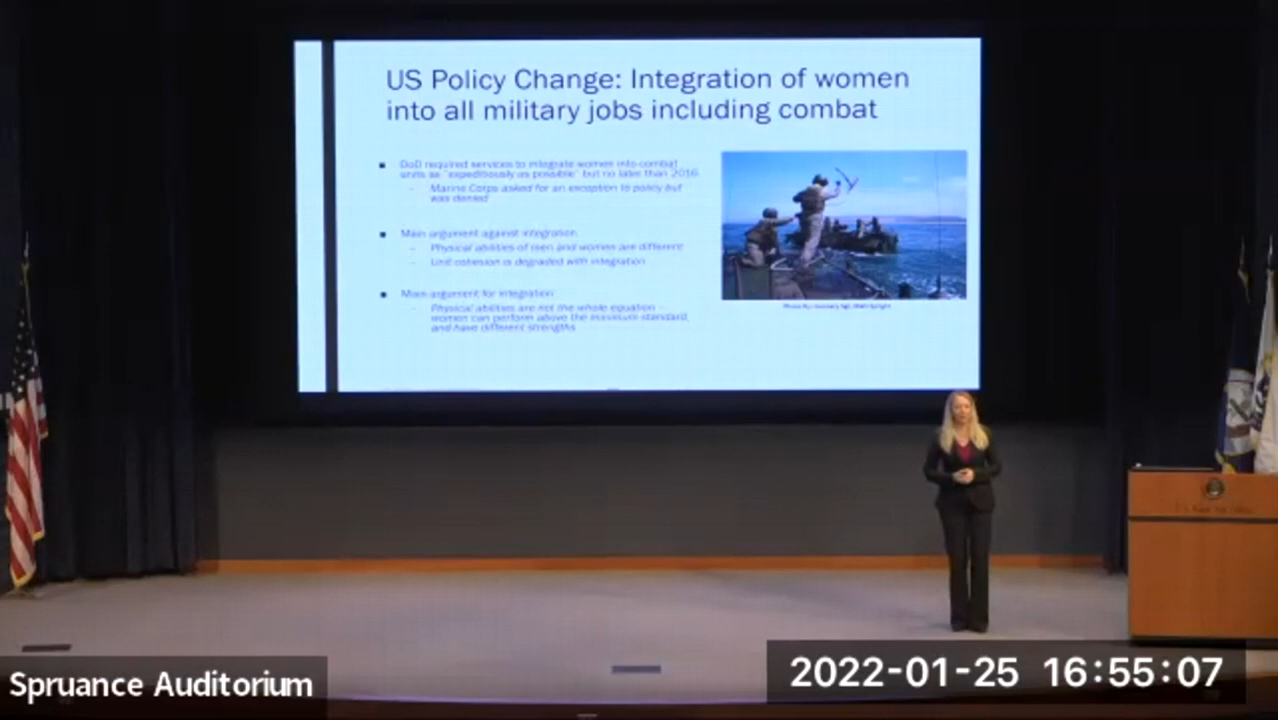 US Policy Change: Integration of women
into all military jobs including combat
DoD required services to integrate women into combat
units as "expeditiously as possible" but no later than 2016
Marine Corps asked for an exception to policy but
was denied
Main argument against integration:
Physical abilities of men and women are different
Unit cohesion is degraded with integration
Main argument for integration:
Physical abilities are not the whole equation
women can perform above the minimum standard,
and have different strengths
Photo By:
Spruance Auditorium
2022-01-25 16:55:07